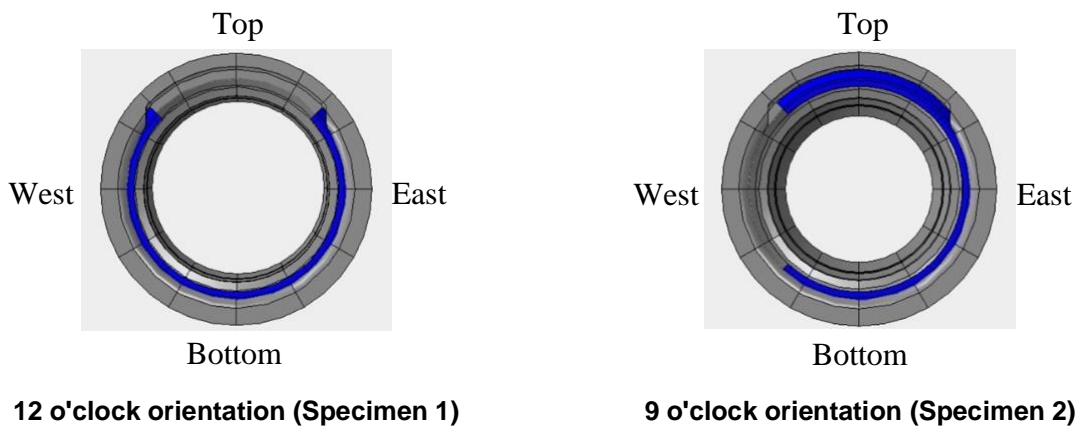 Top
Top
West
East
West
East
Bottom
Bottom
12 o'clock orientation (Specimen 1)
9 o'clock orientation (Specimen 2)